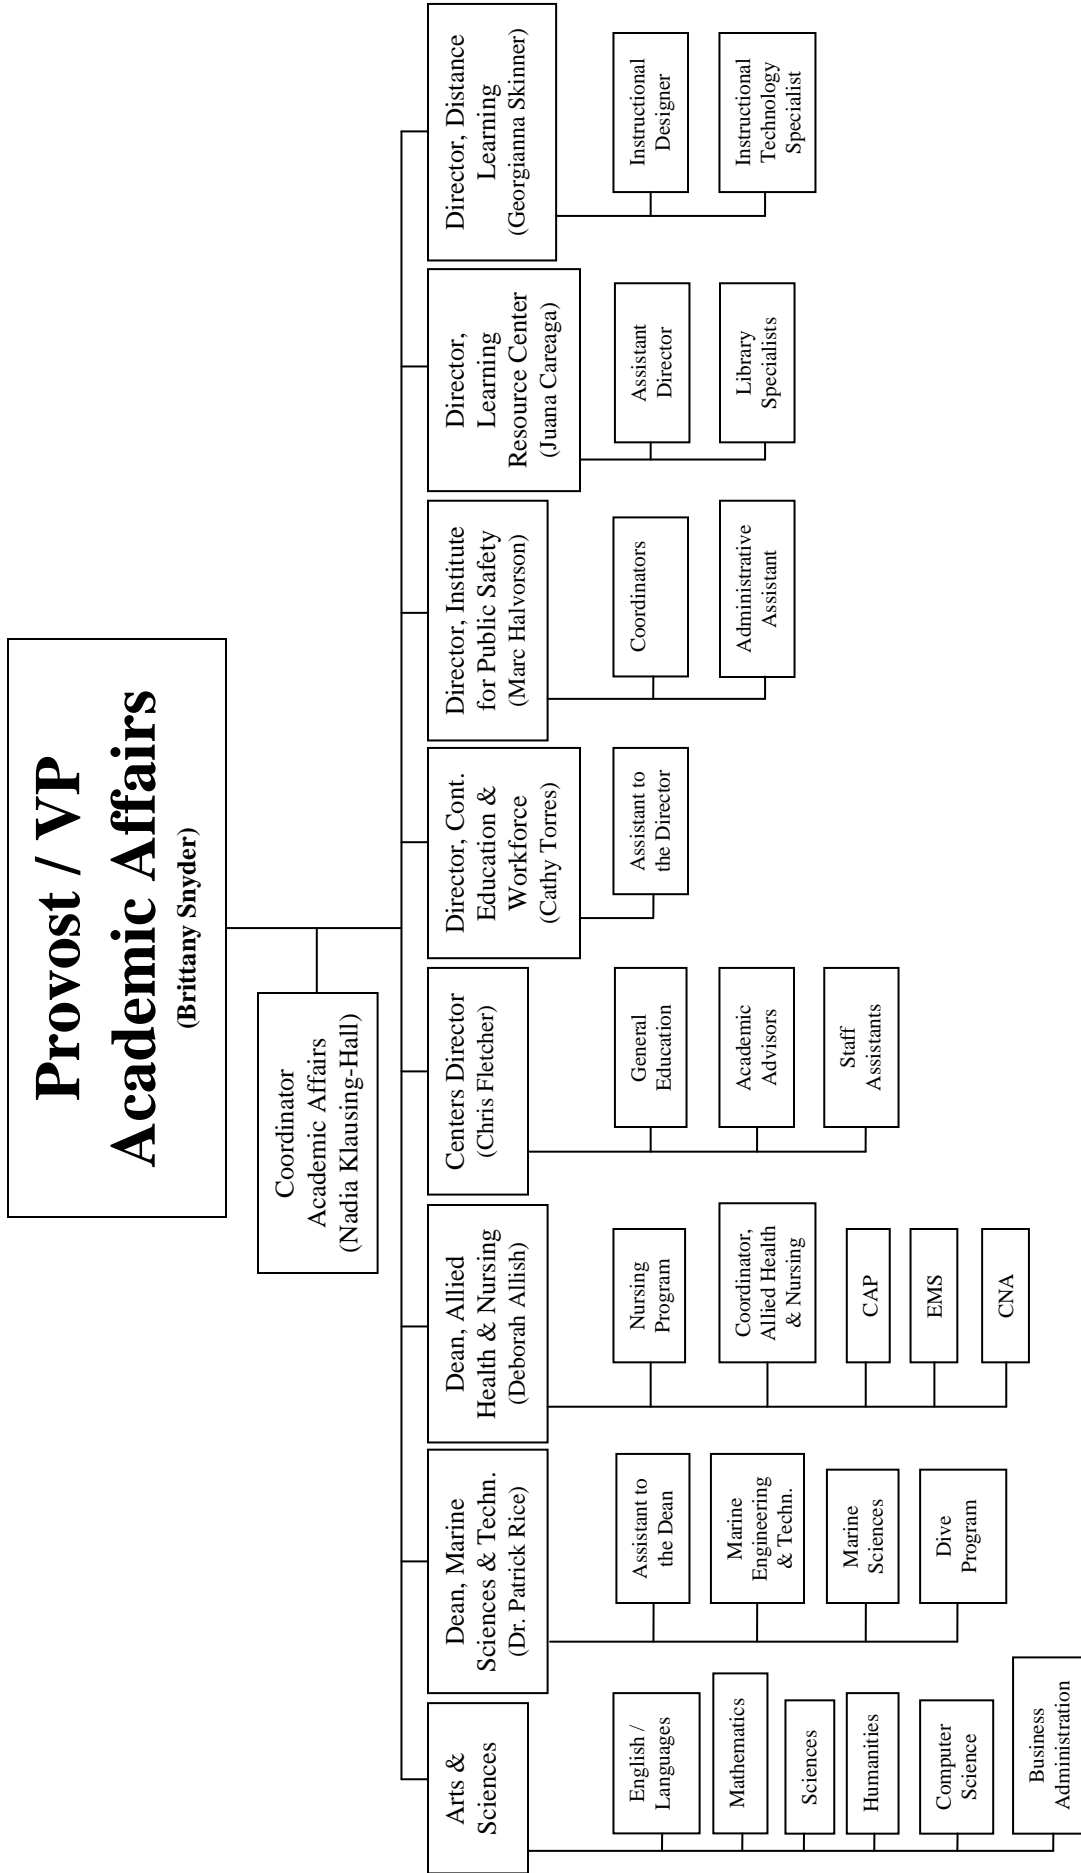 Provost / VP
Academic Affairs
(Brittany Snyder)
Coordinator
Academic Affairs
(Nadia Klausing-Hall)
Arts &
Sciences
English /
Languages
Mathematics
Sciences
Humanities
Computer
Science
Business
Administration
Dean, Marine
Sciences & Techn.
(Dr. Patrick Rice)
Assistant to
the Dean
Marine
Engineering
& Techn.
Marine
Sciences
Dive
Program
Dean, Allied
Health & Nursing
(Deborah Allish)
Nursing
Program
Coordinator,
Allied Health
& Nursing
CAP
EMS
CNA
Centers Director
(Chris Fletcher)
General
Education
Academic
Advisors
Staff
Assistants
Director, Cont.
Education &
Workforce
(Cathy Torres)
Assistant to
the Director
Director, Institute
for Public Safety
(Marc Halvorson)
Coordinators
Administrative
Assistant
Director,
Learning
Resource Center
(Juana Careaga)
Assistant
Director
Library
Specialists
Director, Distance
Learning
(Georgianna Skinner)
Instructional
Designer
Instructional
Technology
Specialist